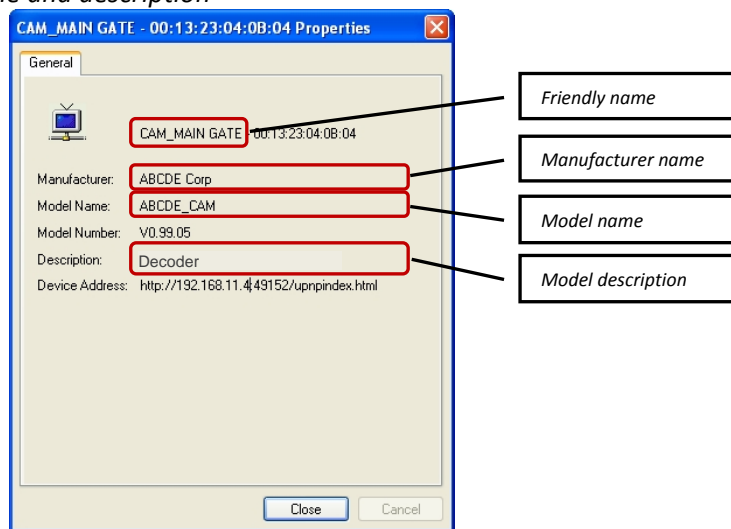 and description
CAM_MAIN GATE - 00:13:23:04:0B:04 Properties
General
CAM_MAIN GATE - 00:13:23:04:0B:04
Friendly name
Manufacturer: ABCDE Corp
Manufacturer name
Model Name: ABCDE_CAM
Model name
Model Number: V0.99.05
Description: Decoder
Model description
Device Address: http://192.168.11.4:49152/upnpindex.html
Close Cancel